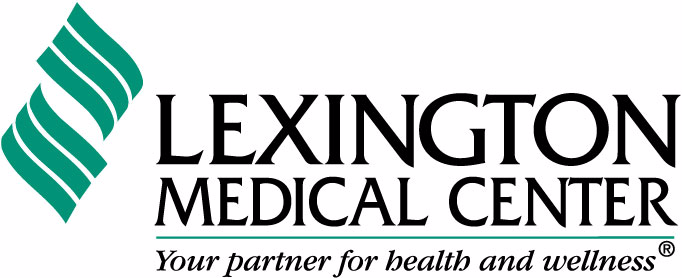 LEXINGTON
MEDICAL CENTER
Your partner for health and wellness®